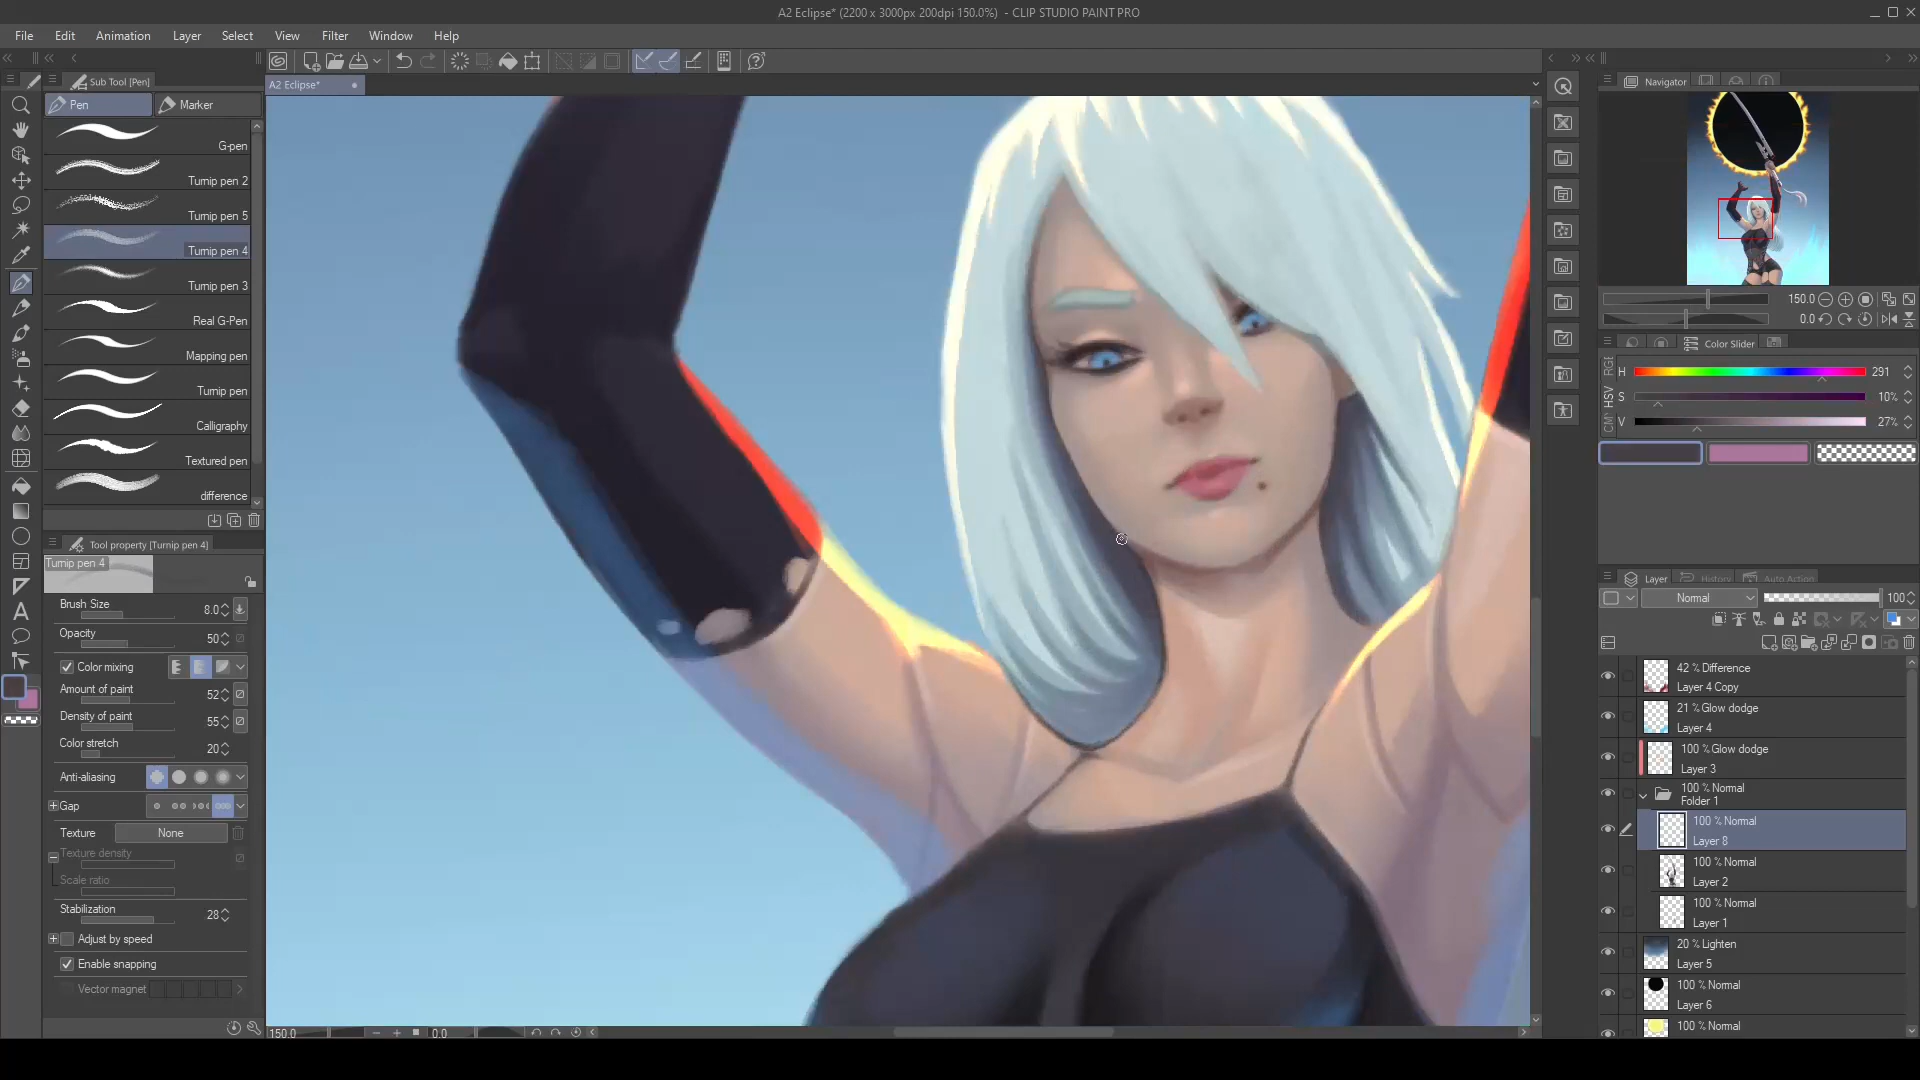 A2 Eclipse* (2200 x 3000px 200dpi 150.0%)  - CLIP STUDIO PAINT PRO
File Edit Animation Layer Select View Filter Window Help
Sub Tool [Pen]
A2 Eclipse*
Navigator
Pen Marker
G-pen
Turnip pen 2
Turnip pen 5
Turnip pen 4
Turnip pen 3
Real G-Pen
Mapping pen
Turnip pen
Calligraphy
Textured pen
difference
Tool property [Turnip pen 4]
Turnip pen 4
Brush Size 8.0
Opacity 50
Color mixing
Amount of paint 52
Density of paint 55
Color stretch 20
Anti-aliasing
Gap
Texture None
Texture density
Scale ratio
Stabilization 28
Adjust by speed
Enable snapping
Vector magnet
150.0 0.0
150.0
0.0
Color Slider
H 291
S 10%
V 27%
HSV
Layer History Auto Action
Normal 100
42 % Difference
Layer 4 Copy
21 % Glow dodge
Layer 4
100 % Glow dodge
Layer 3
100 % Normal
Folder 1
100 % Normal
Layer 8
100 % Normal
Layer 2
100 % Normal
Layer 1
20 % Lighten
Layer 5
100 % Normal
Layer 6
100 % Normal